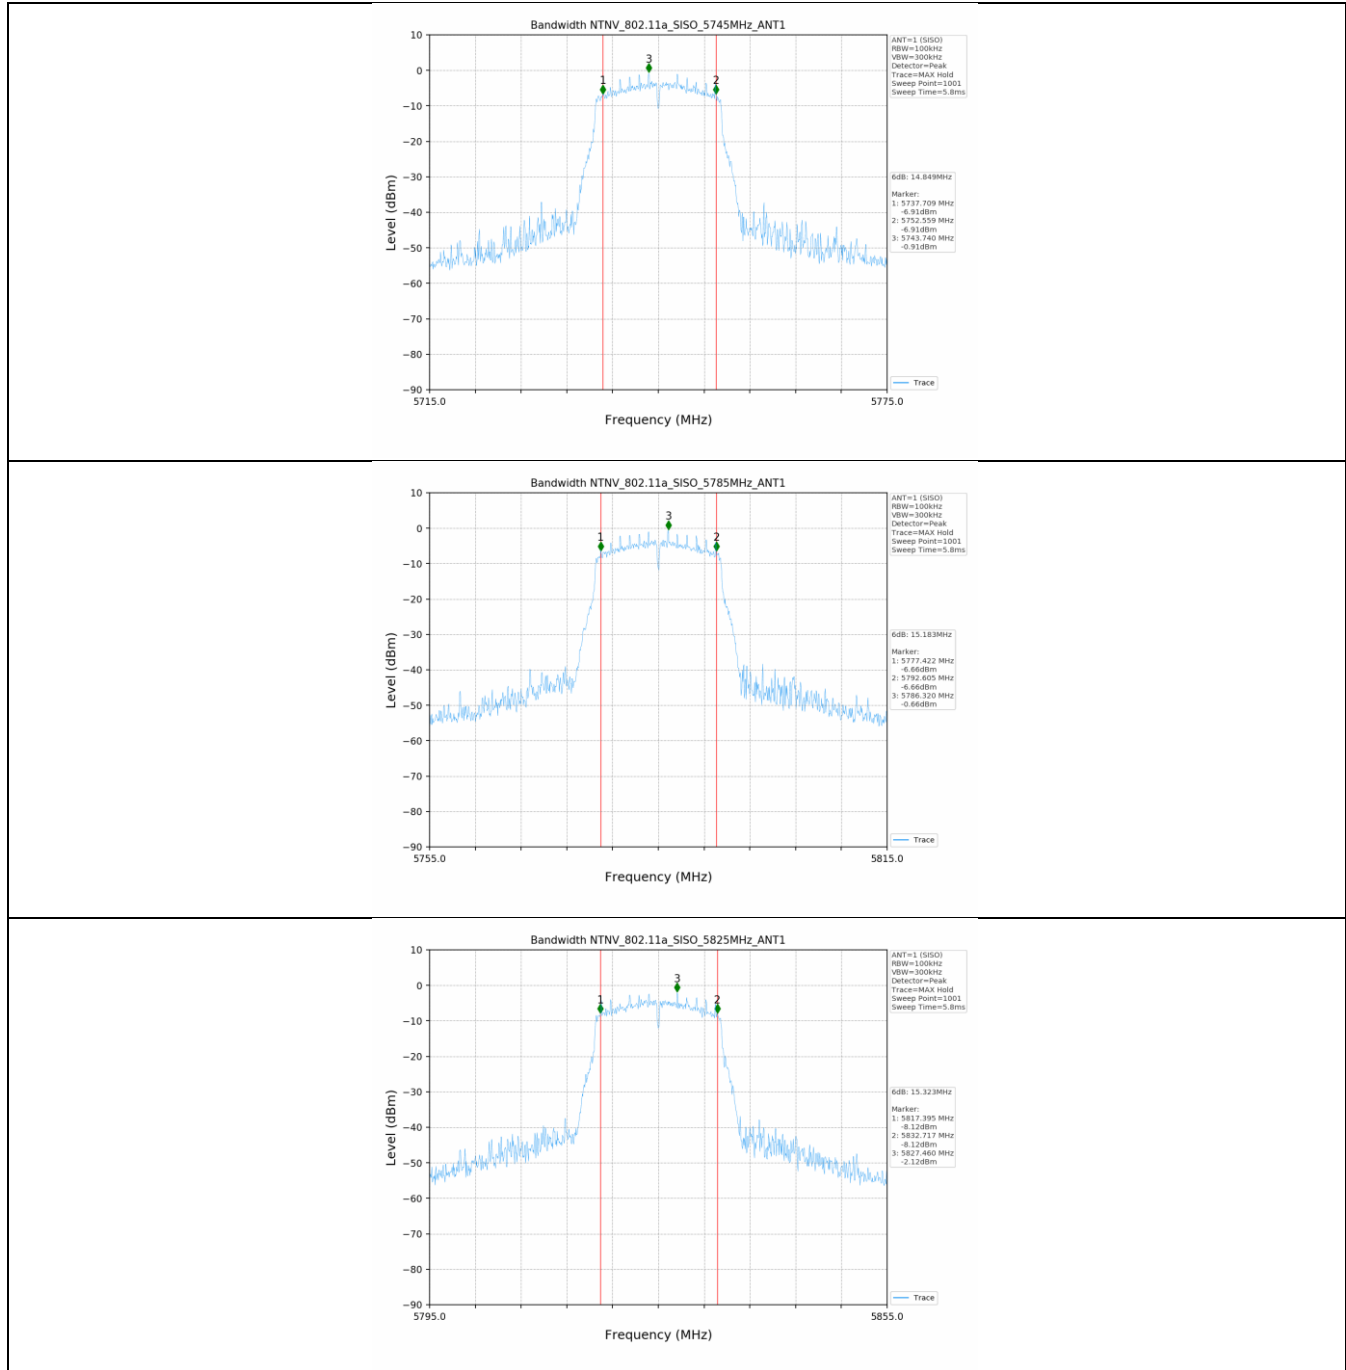 Bandwidth NTNV_802.11a_SISO_5745MHz_ANT1
10
0
−10
−20
−30
−40
−50
−60
−70
−80
−90
Level (dBm)
1
3
2
5715.0
5775.0
Frequency (MHz)
ANT=1 (SISO)
RBW=100kHz
VBW=300kHz
Detector=Peak
Trace=MAX Hold
Sweep Point=1001
Sweep Time=5.8ms
6dB: 14.849MHz
Marker:
1: 5737.709 MHz
-6.91dBm
2: 5752.559 MHz
-6.91dBm
3: 5743.740 MHz
-0.91dBm
Trace
Bandwidth NTNV_802.11a_SISO_5785MHz_ANT1
10
0
−10
−20
−30
−40
−50
−60
−70
−80
−90
Level (dBm)
1
3
2
5755.0
5815.0
Frequency (MHz)
ANT=1 (SISO)
RBW=100kHz
VBW=300kHz
Detector=Peak
Trace=MAX Hold
Sweep Point=1001
Sweep Time=5.8ms
6dB: 15.183MHz
Marker:
1: 5777.422 MHz
-6.66dBm
2: 5792.605 MHz
-6.66dBm
3: 5786.320 MHz
-0.66dBm
Trace
Bandwidth NTNV_802.11a_SISO_5825MHz_ANT1
10
0
−10
−20
−30
−40
−50
−60
−70
−80
−90
Level (dBm)
1
3
2
5795.0
5855.0
Frequency (MHz)
ANT=1 (SISO)
RBW=100kHz
VBW=300kHz
Detector=Peak
Trace=MAX Hold
Sweep Point=1001
Sweep Time=5.8ms
6dB: 15.323MHz
Marker:
1: 5817.395 MHz
-8.12dBm
2: 5832.717 MHz
-8.12dBm
3: 5827.460 MHz
-2.12dBm
Trace